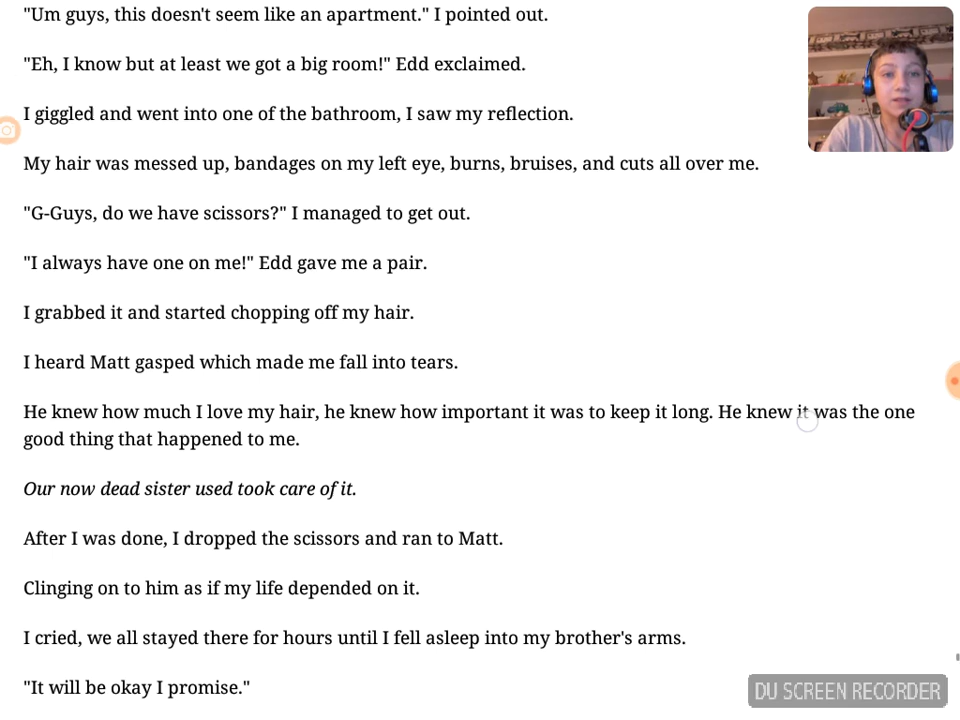 "Um guys, this doesn't seem like an apartment." I pointed out.
"Eh, I know but at least we got a big room!" Edd exclaimed.
I giggled and went into one of the bathroom, I saw my reflection.
My hair was messed up, bandages on my left eye, burns, bruises, and cuts all over me.
"G-Guys, do we have scissors?" I managed to get out.
"I always have one on me!" Edd gave me a pair.
I grabbed it and started chopping off my hair.
I heard Matt gasped which made me fall into tears.
He knew how much I love my hair, he knew how important it was to keep it long. He knew it was the one
good thing that happened to me.
Our now dead sister used took care of it.
After I was done, I dropped the scissors and ran to Matt.
Clinging on to him as if my life depended on it.
I cried, we all stayed there for hours until I fell asleep into my brother's arms.
"It will be okay I promise."
DU SCREEN RECORDER